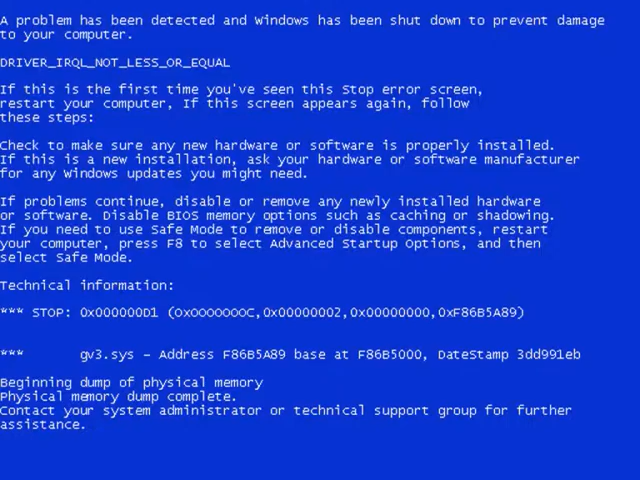 A problem has been detected and Windows has been shut down to prevent damage
to your computer.
DRIVER_IRQL_NOT_LESS_OR_EQUAL
If this is the first time you've seen this Stop error screen,
restart your computer, If this screen appears again, follow
these steps:
Check to make sure any new hardware or software is properly installed.
If this is a new installation, ask your hardware or software manufacturer
for any Windows updates you might need.
If problems continue, disable or remove any newly installed hardware
or software. Disable BIOS memory options such as caching or shadowing.
If you need to use Safe Mode to remove or disable components, restart
your computer, press F8 to select Advanced Startup Options, and then
select Safe Mode.
Technical information:
*** STOP: 0x000000D1 (0x0000000C,0x00000002,0x00000000,0xF86B5A89)
*** gv3.sys – Address F86B5A89 base at F86B5000, DateStamp 3dd991eb
Beginning dump of physical memory
Physical memory dump complete.
Contact your system administrator or technical support group for further
assistance.